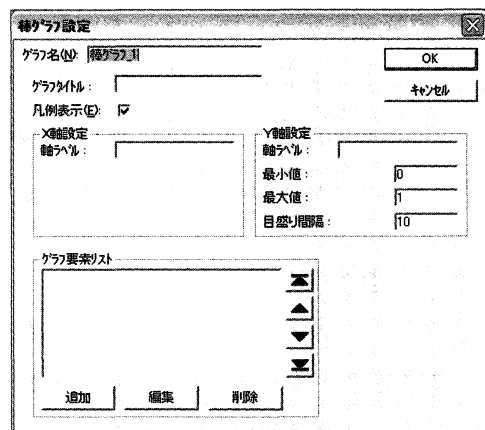 棒グラフ設定
グラフ名(N): 棒グラフ_1
OK
グラフタイトル :
キャンセル
凡例表示(E):
X軸設定
軸ラベル :
Y軸設定
軸ラベル :
最小値 : 0
最大値 : 1
目盛り間隔 : 10
グラフ要素リスト
追加
編集
削除